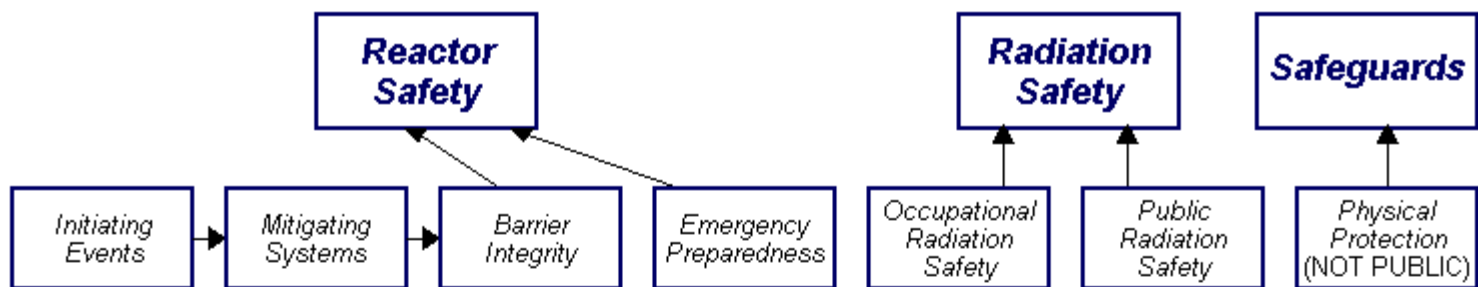 Reactor
Safety
Radiation
Safety
Safeguards
Initiating
Events
Mitigating
Systems
Barrier
Integrity
Emergency
Preparedness
Occupational
Radiation
Safety
Public
Radiation
Safety
Physical
Protection
(NOT PUBLIC)